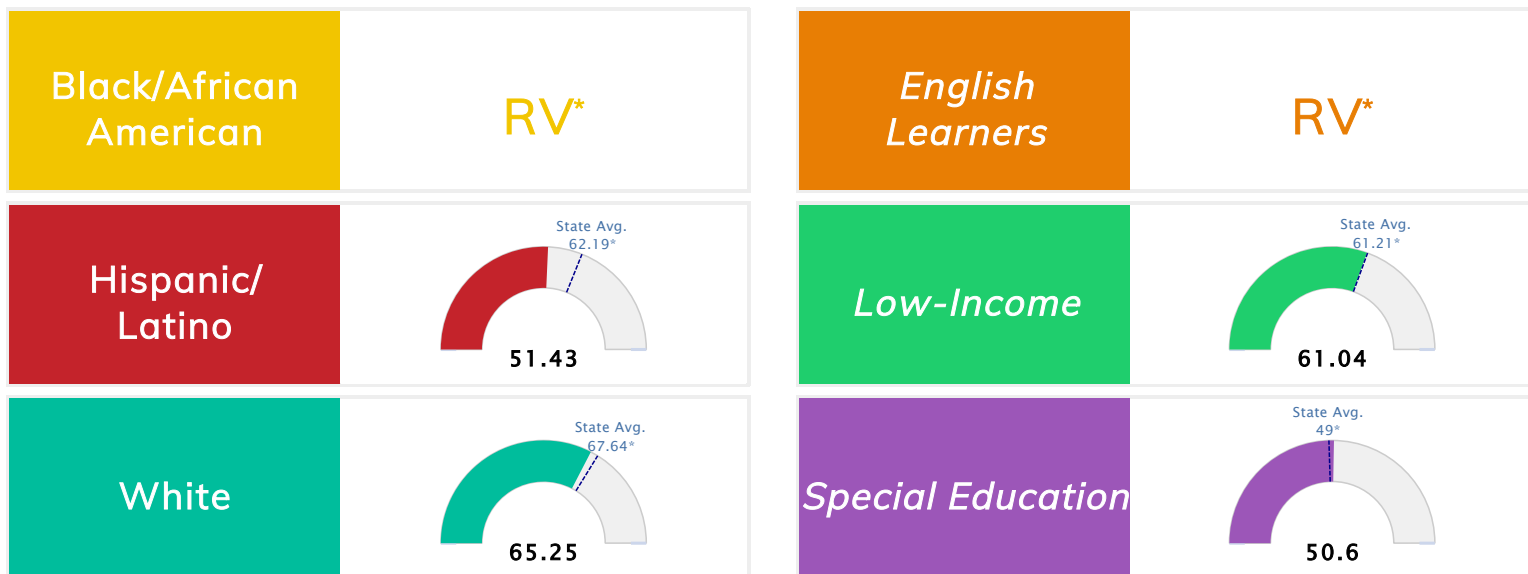 Black/African
American
RV*
English
Learners
RV*
Hispanic/
Latino
State Avg.
62.19*
51.43
Low-Income
State Avg.
61.21*
61.04
White
State Avg.
67.64*
65.25
Special Education
State Avg.
49*
50.6